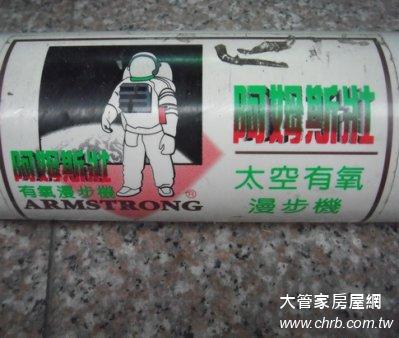 阿姆斯壯
有氧漫步機
ARMSTRONG
®
阿姆斯壯
太空有氧
漫步機
大管家房屋網
www.chrb.com.tw